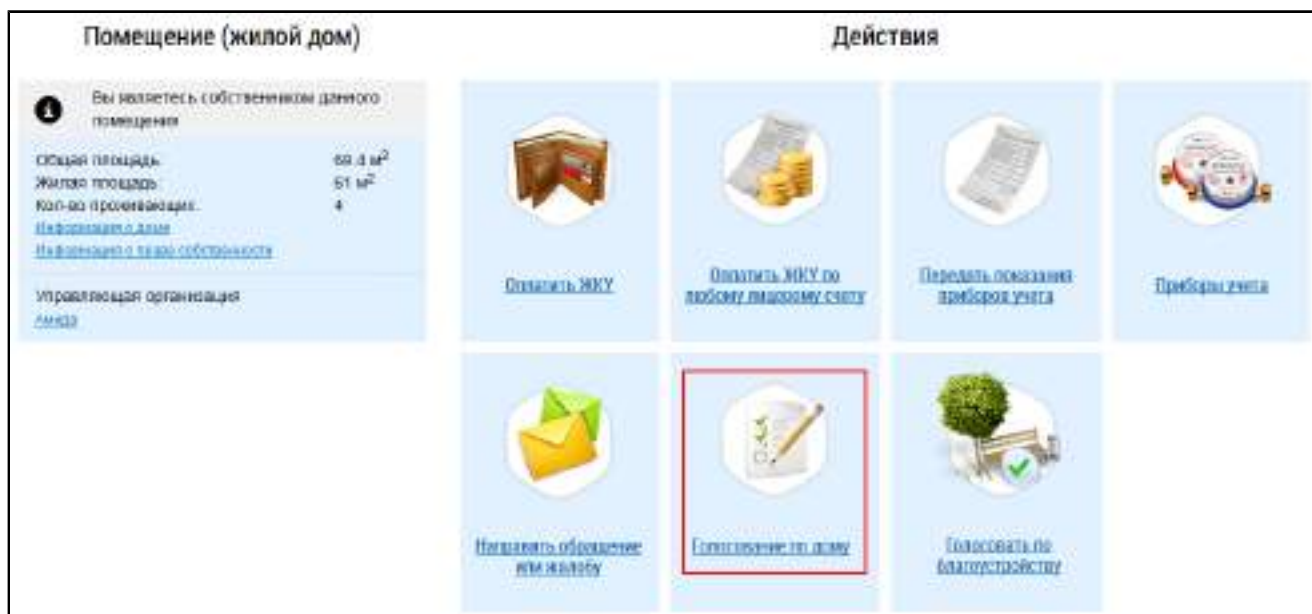 Помещение (жилой дом)
Действия
Вы являетесь собственником данного
помещения
Общая площадь:
69.4 м²
Жилая площадь:
51 м²
Кол-во проживающих:
4
Информация о доме
Информация о праве собственности
Управляющая организация
Амида
Оплатить ЖКУ
Оплатить ЖКУ по
любому лицевому счету
Передать показания
приборов учета
Приборы учета
Направить обращение
или жалобу
Голосование по дому
Голосовать по
благоустройству